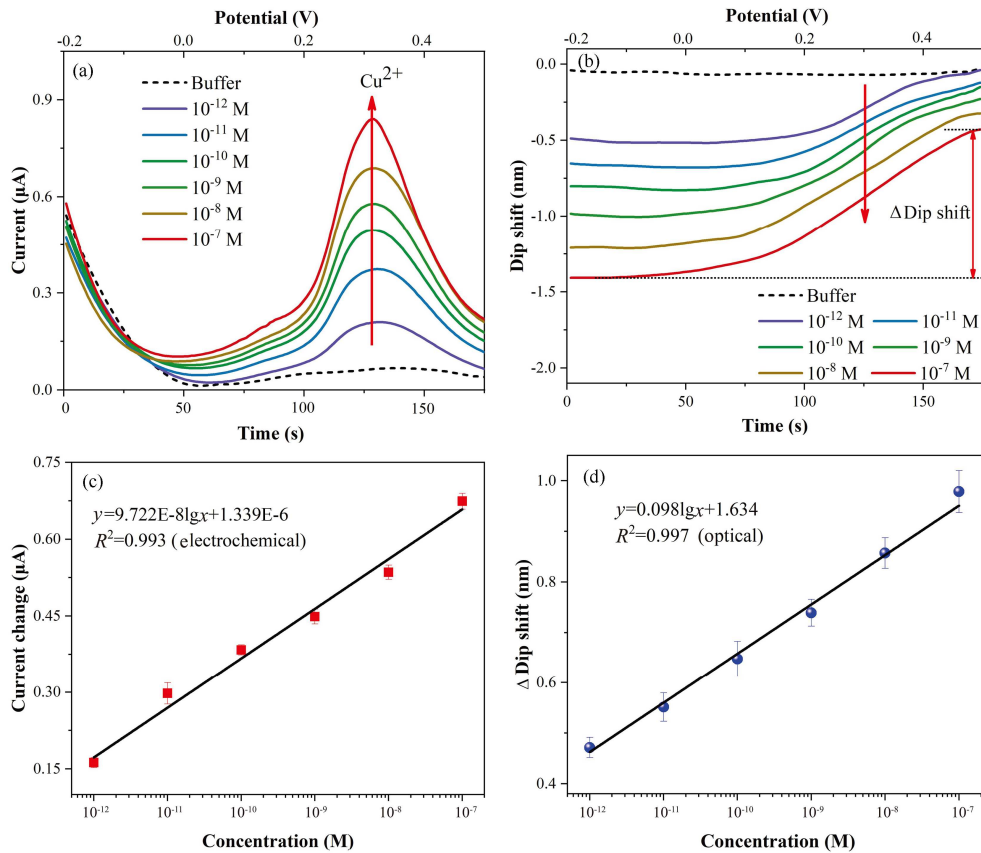 Potential (V)
-0.2 0.0 0.2 0.4
(a)
Cu²⁺
Buffer
10⁻¹² M
10⁻¹¹ M
10⁻¹⁰ M
10⁻⁹ M
10⁻⁸ M
10⁻⁷ M
0.9
0.6
0.3
0.0
Current (µA)
0 50 100 150
Time (s)
Potential (V)
-0.2 0.0 0.2 0.4
(b)
0.0
-0.5
-1.0
-1.5
-2.0
Dip shift (nm)
Δ Dip shift
Buffer
10⁻¹² M 10⁻¹¹ M
10⁻¹⁰ M 10⁻⁹ M
10⁻⁸ M 10⁻⁷ M
0 50 100 150
Time (s)
(c)
y=9.722E-8lgx+1.339E-6
R²=0.993 (electrochemical)
0.75
0.60
0.45
0.30
0.15
Current change (µA)
10⁻¹² 10⁻¹¹ 10⁻¹⁰ 10⁻⁹ 10⁻⁸ 10⁻⁷
Concentration (M)
(d)
y=0.098lgx+1.634
R²=0.997 (optical)
1.0
0.8
0.6
0.4
Δ Dip shift (nm)
10⁻¹² 10⁻¹¹ 10⁻¹⁰ 10⁻⁹ 10⁻⁸ 10⁻⁷
Concentration (M)